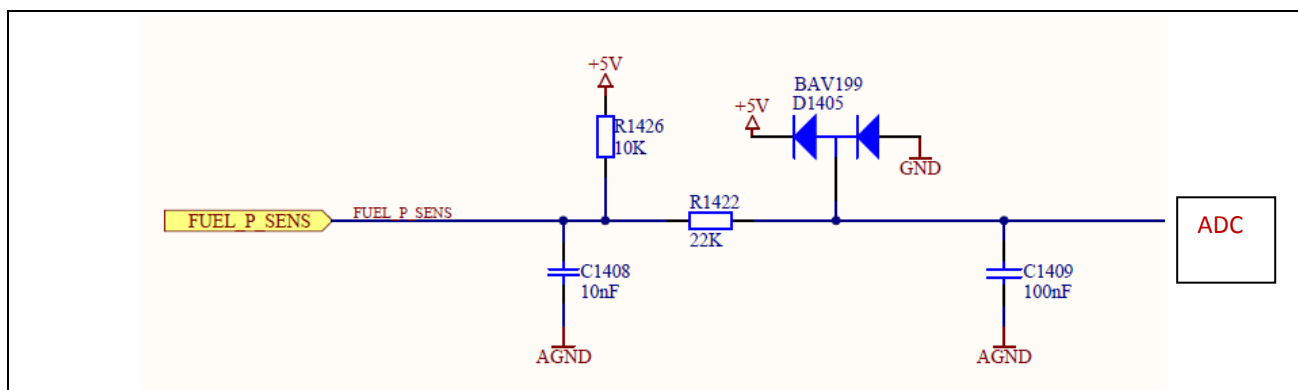 +5V
R1426
10K
BAV199
D1405
+5V
GND
FUEL_P_SENS
FUEL_P_SENS
R1422
22K
ADC
C1408
10nF
C1409
100nF
AGND
AGND